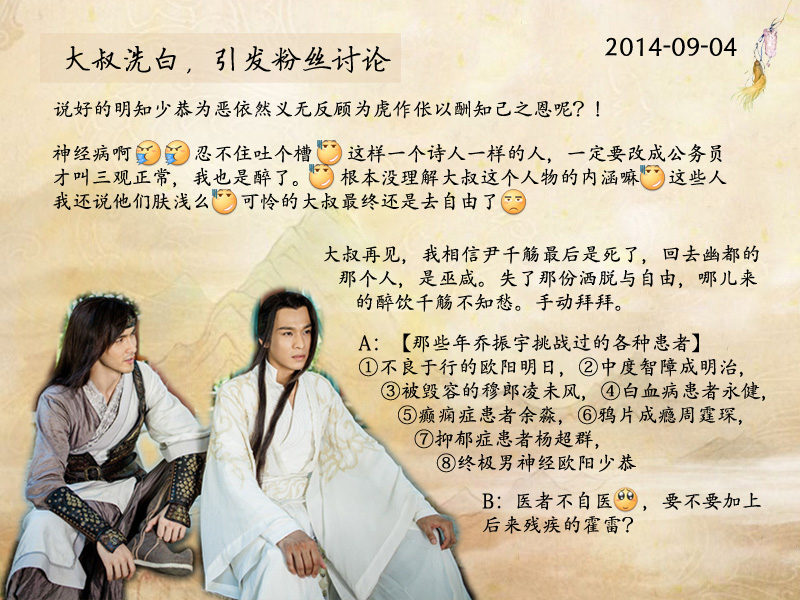 大叔洗白，引发粉丝讨论
2014-09-04
说好的明知少恭为恶依然义无反顾为虎作伥以酬知己之恩呢？！
神经病啊 忍不住吐个槽 这样一个诗人一样的人，一定要改成公务员
才叫三观正常，我也是醉了。 根本没理解大叔这个人物的内涵嘛 这些人
我还说他们肤浅么 可怜的大叔最终还是去自由了
大叔再见，我相信尹千觞最后是死了，回去幽都的
那个人，是巫咸。失了那份洒脱与自由，哪儿来
的醉饮千觞不知愁。手动拜拜。
A：【那些年乔振宇挑战过的各种患者】
①不良于行的欧阳明日，②中度智障成明治，
③被毁容的穆郎凌未风，④白血病患者永健，
⑤癫痫症患者余淼，⑥鸦片成瘾周霆琛，
⑦抑郁症患者杨超群，
⑧终极男神经欧阳少恭
B：医者不自医 ，要不要加上
后来残疾的霍雷？